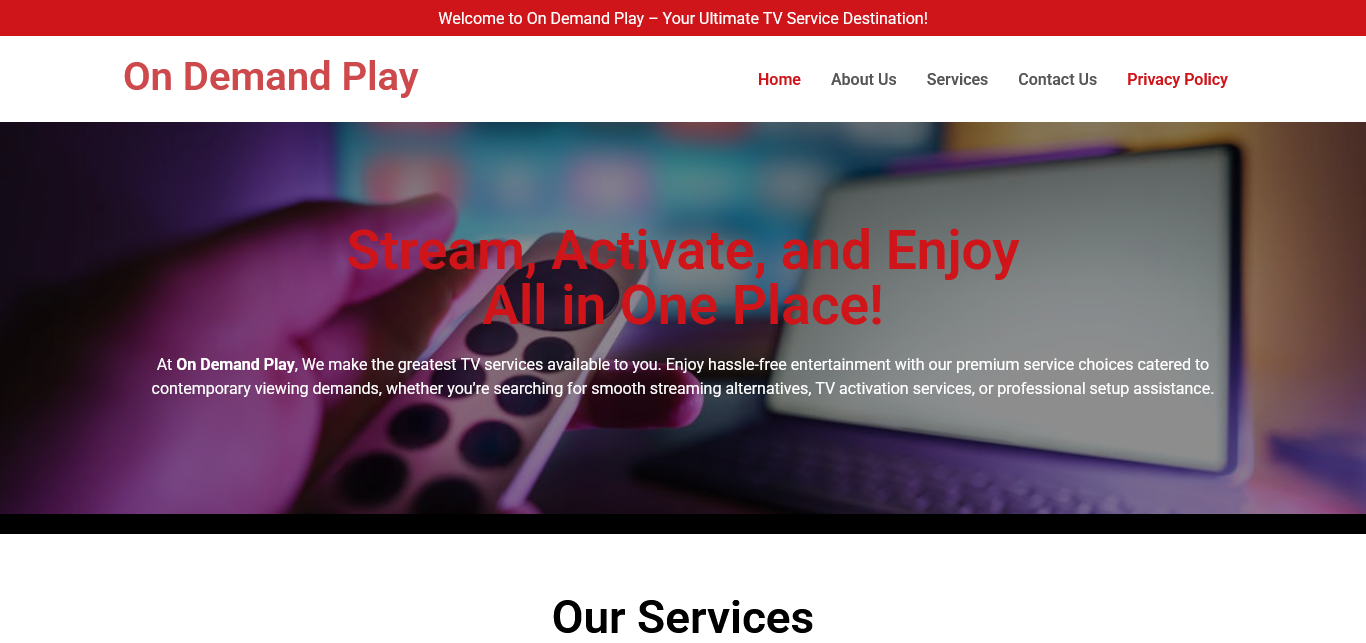 Welcome to On Demand Play – Your Ultimate TV Service Destination!
On Demand Play
Home About Us Services Contact Us Privacy Policy
Stream, Activate, and Enjoy
All in One Place!
At On Demand Play, We make the greatest TV services available to you. Enjoy hassle-free entertainment with our premium service choices catered to
contemporary viewing demands, whether you’re searching for smooth streaming alternatives, TV activation services, or professional setup assistance.
Our Services